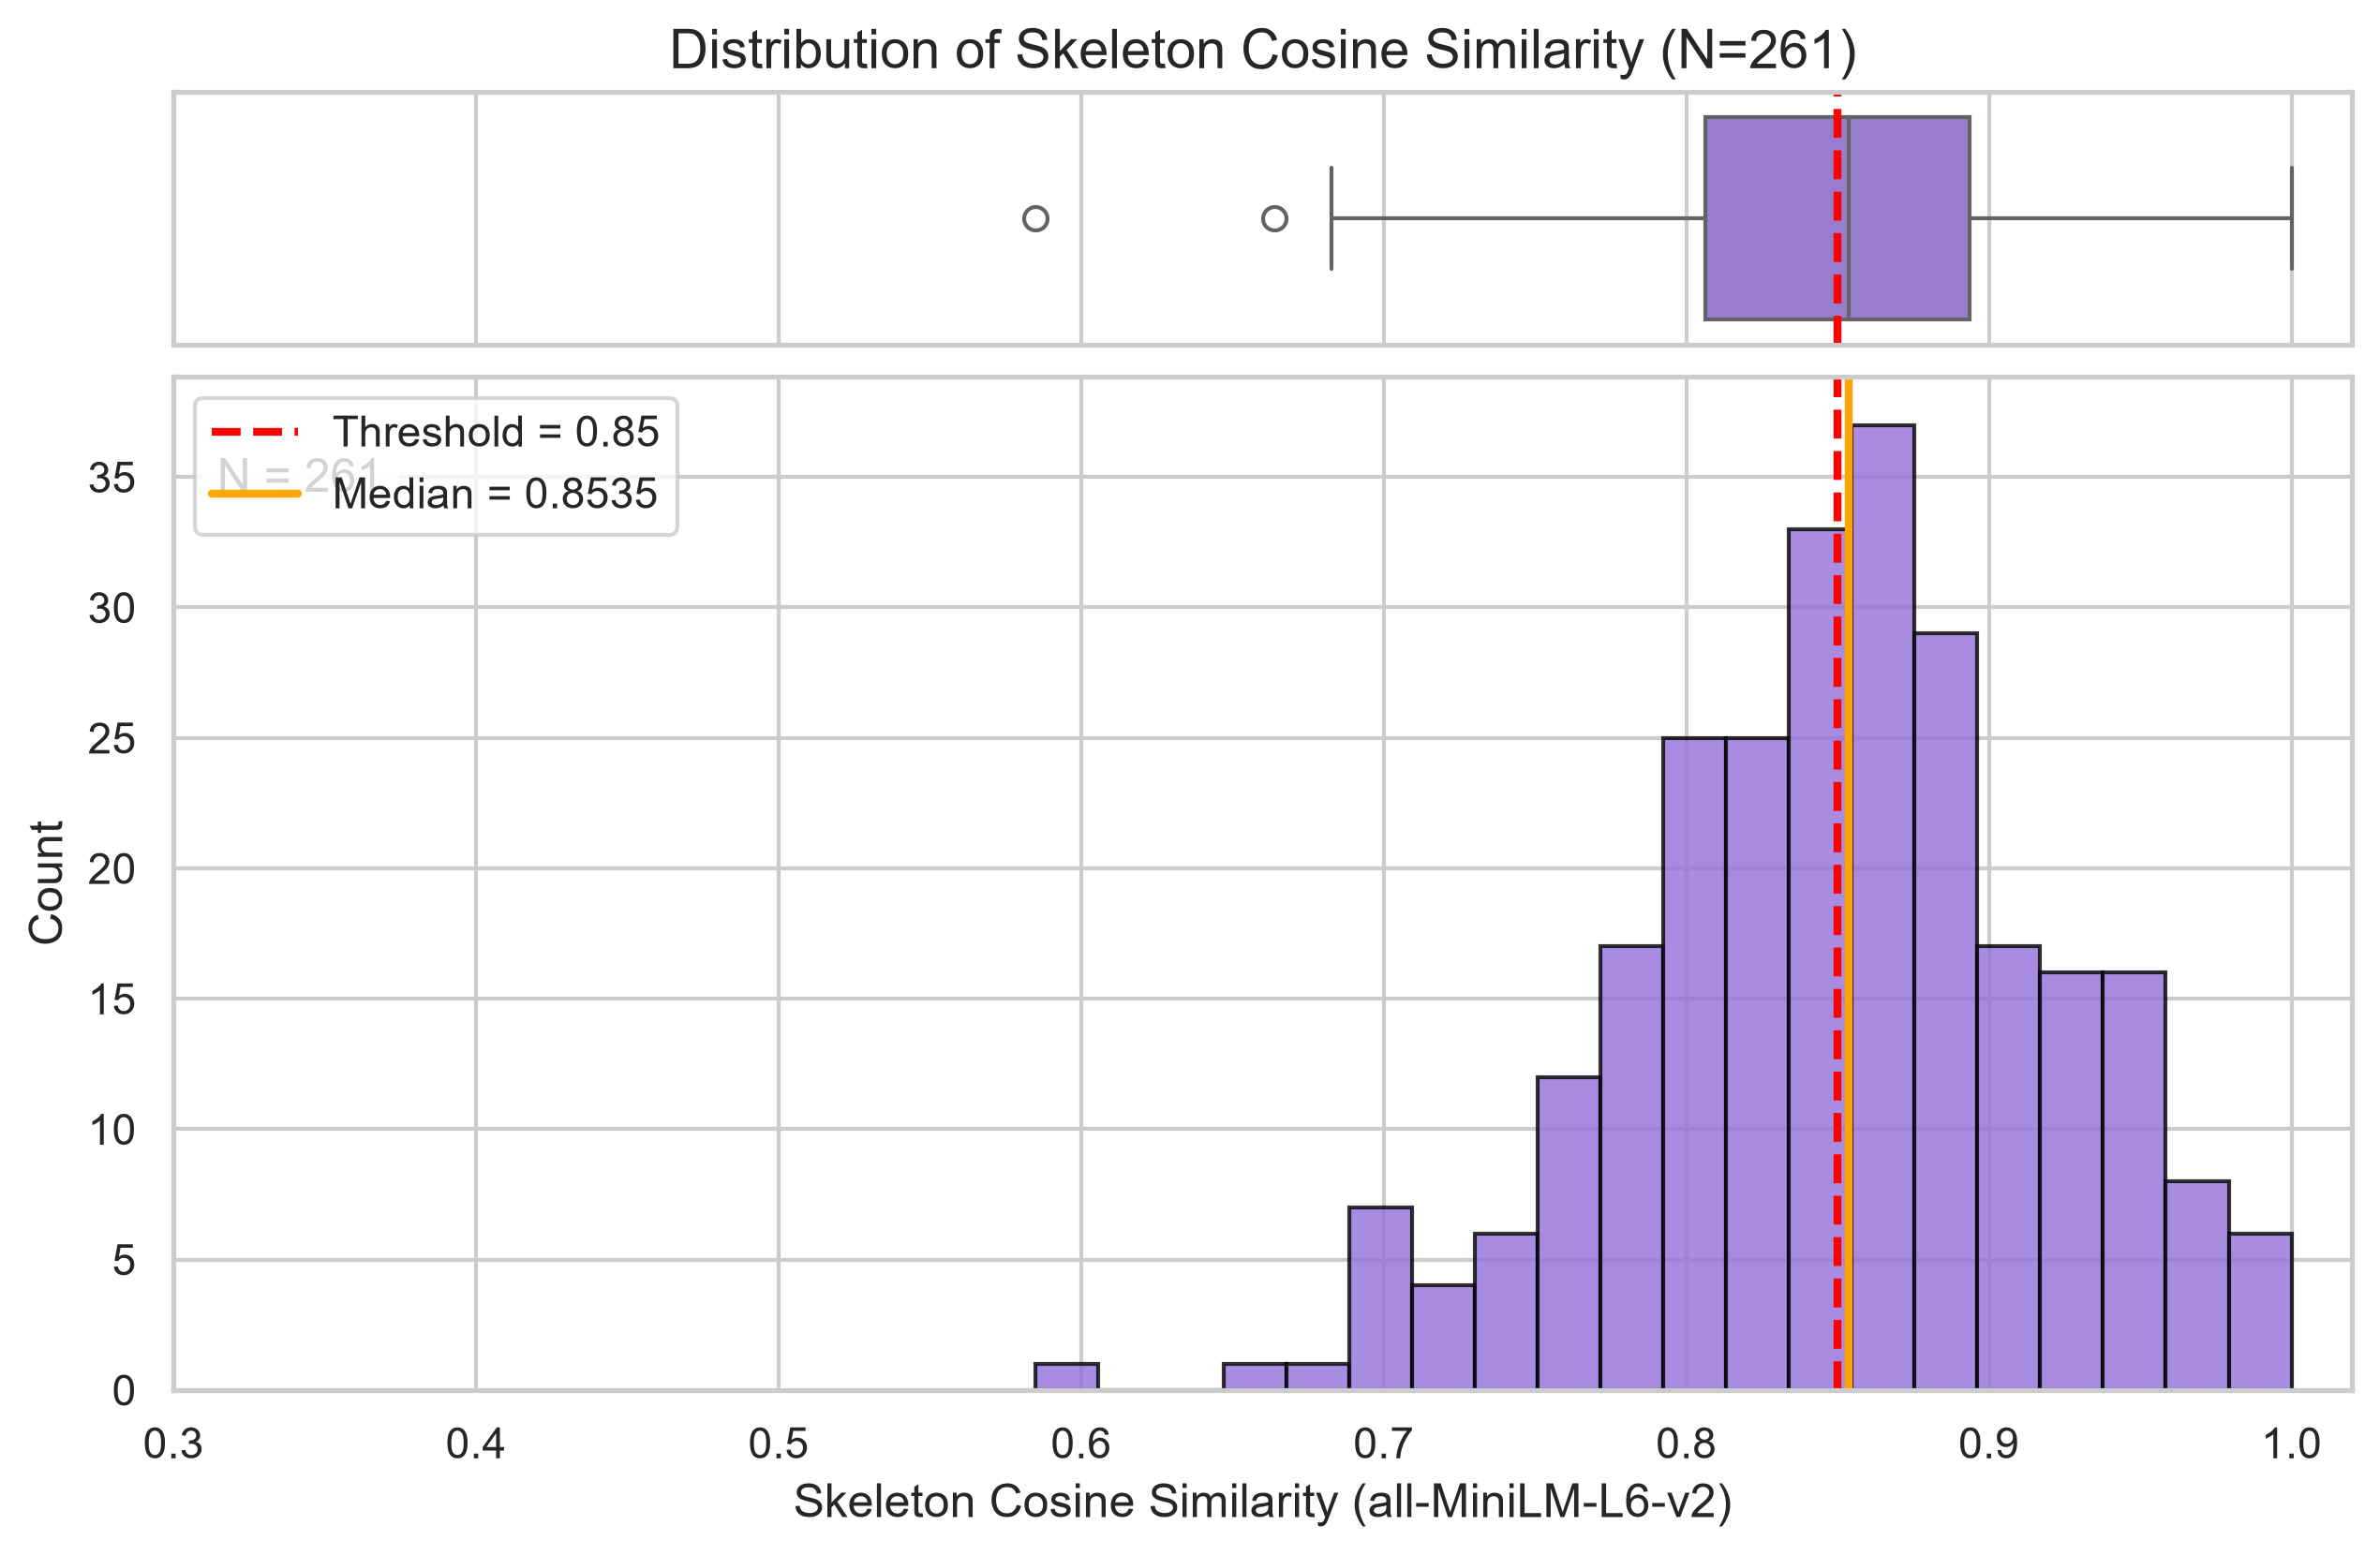 Distribution of Skeleton Cosine Similarity (N=261)
Threshold = 0.85
N = 261
Median = 0.8535
35
30
25
20
15
10
5
0
Count
0.3 0.4 0.5 0.6 0.7 0.8 0.9 1.0
Skeleton Cosine Similarity (all-MiniLM-L6-v2)